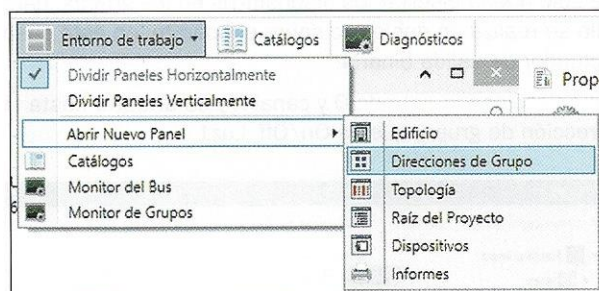 Entorno de trabajo Catálogos Diagnósticos
Dividir Paneles Horizontalmente
Dividir Paneles Verticalmente
Prop
Abrir Nuevo Panel
Catálogos
Monitor del Bus
Monitor de Grupos
Edificio
Direcciones de Grupo
Topología
Raíz del Proyecto
Dispositivos
Informes